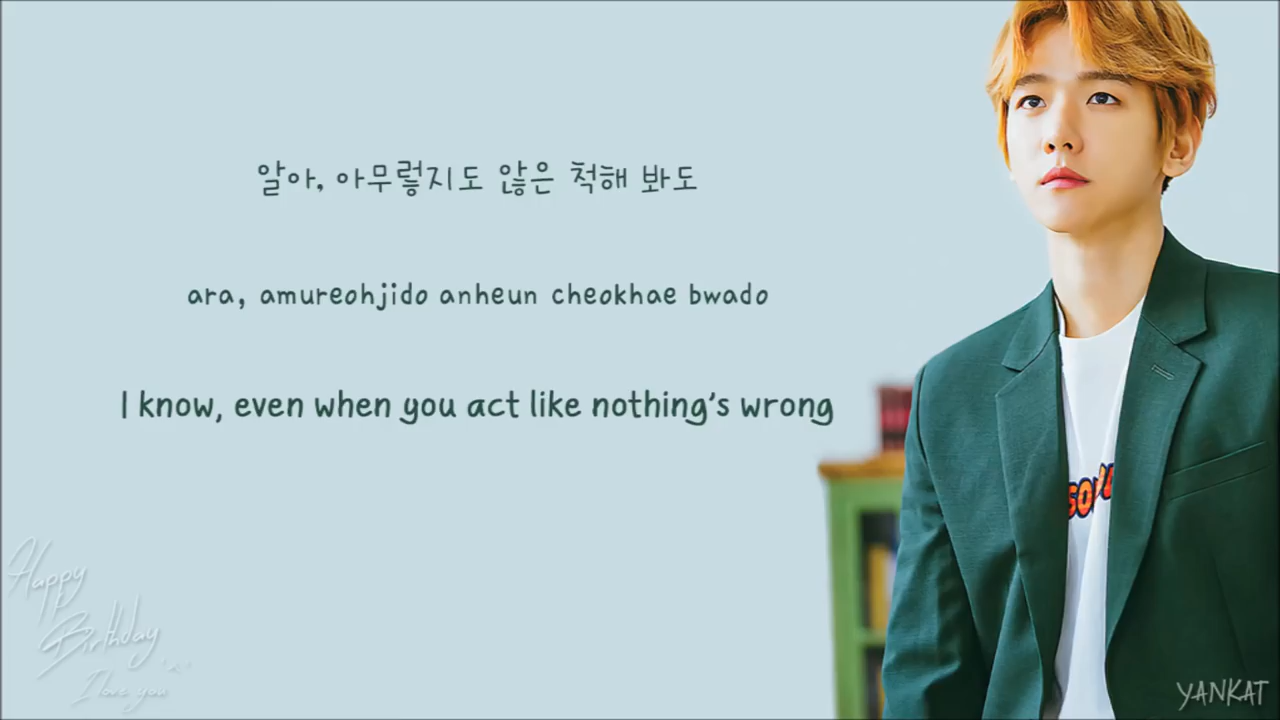 알아, 아무렇지도 않은 척해 봐도
ara, amureohjido anheun cheokhae bwado
I know, even when you act like nothing's wrong
Happy
Birthday
I love you
YANKAT